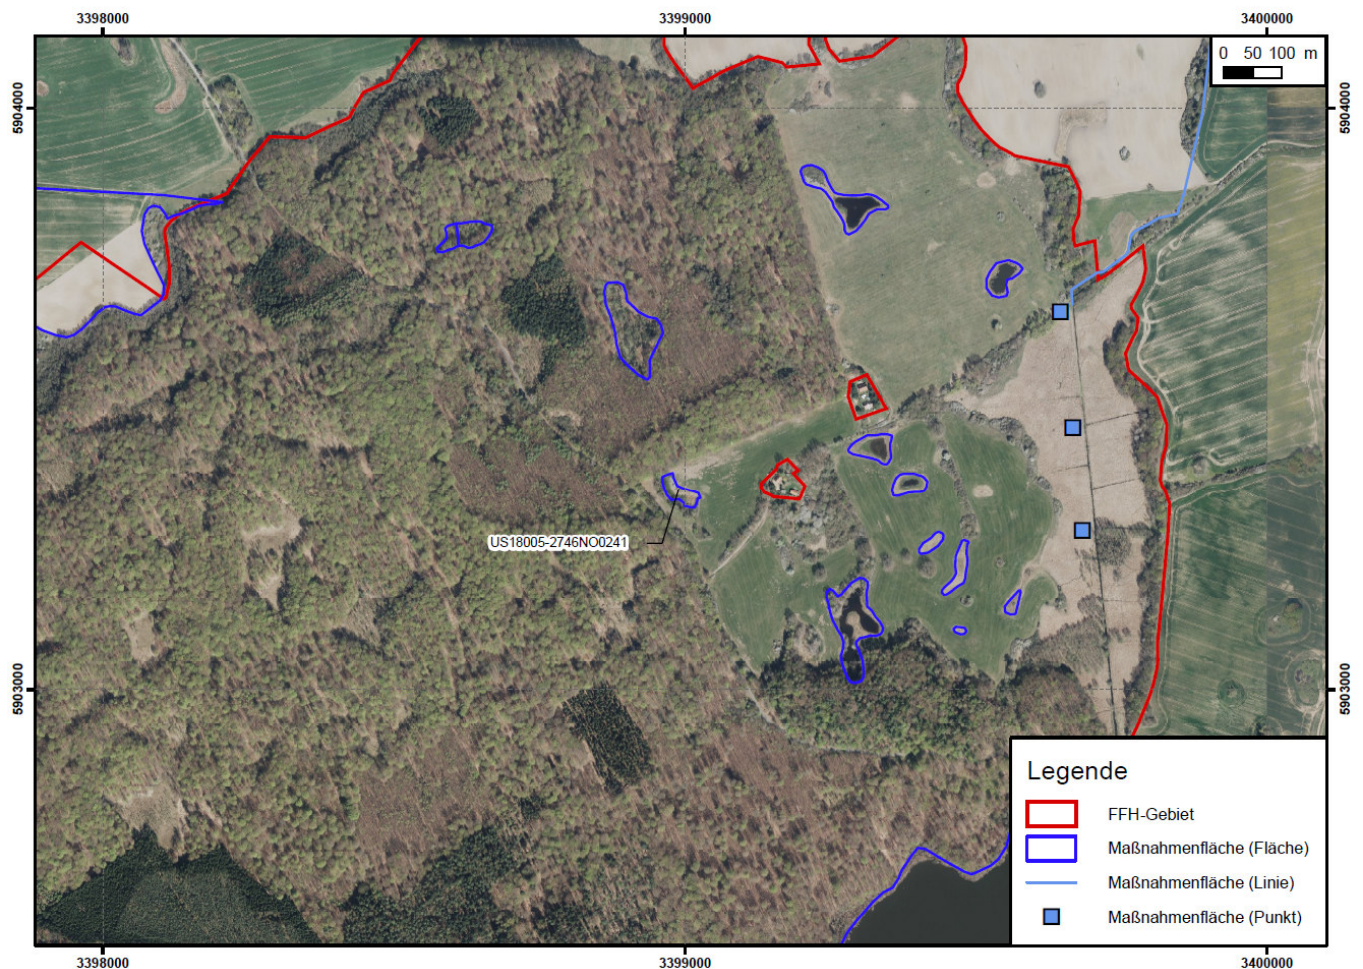 3398000
3399000
3400000
0 50 100 m
5904000
5904000
US18005-2746NO0241
5903000
5903000
Legende
FFH-Gebiet
Maßnahmenfläche (Fläche)
Maßnahmenfläche (Linie)
Maßnahmenfläche (Punkt)
3398000
3399000
3400000